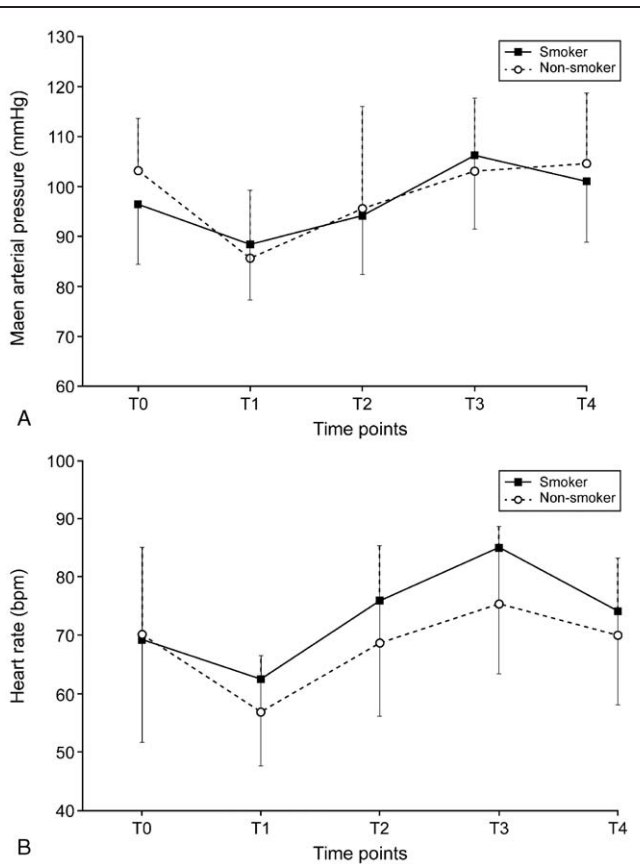 130
120
110
100
90
80
70
60
Maen arterial pressure (mmHg)
Smoker
Non-smoker
T0 T1 T2 T3 T4
Time points
A
100
90
80
70
60
50
40
Heart rate (bpm)
Smoker
Non-smoker
T0 T1 T2 T3 T4
Time points
B